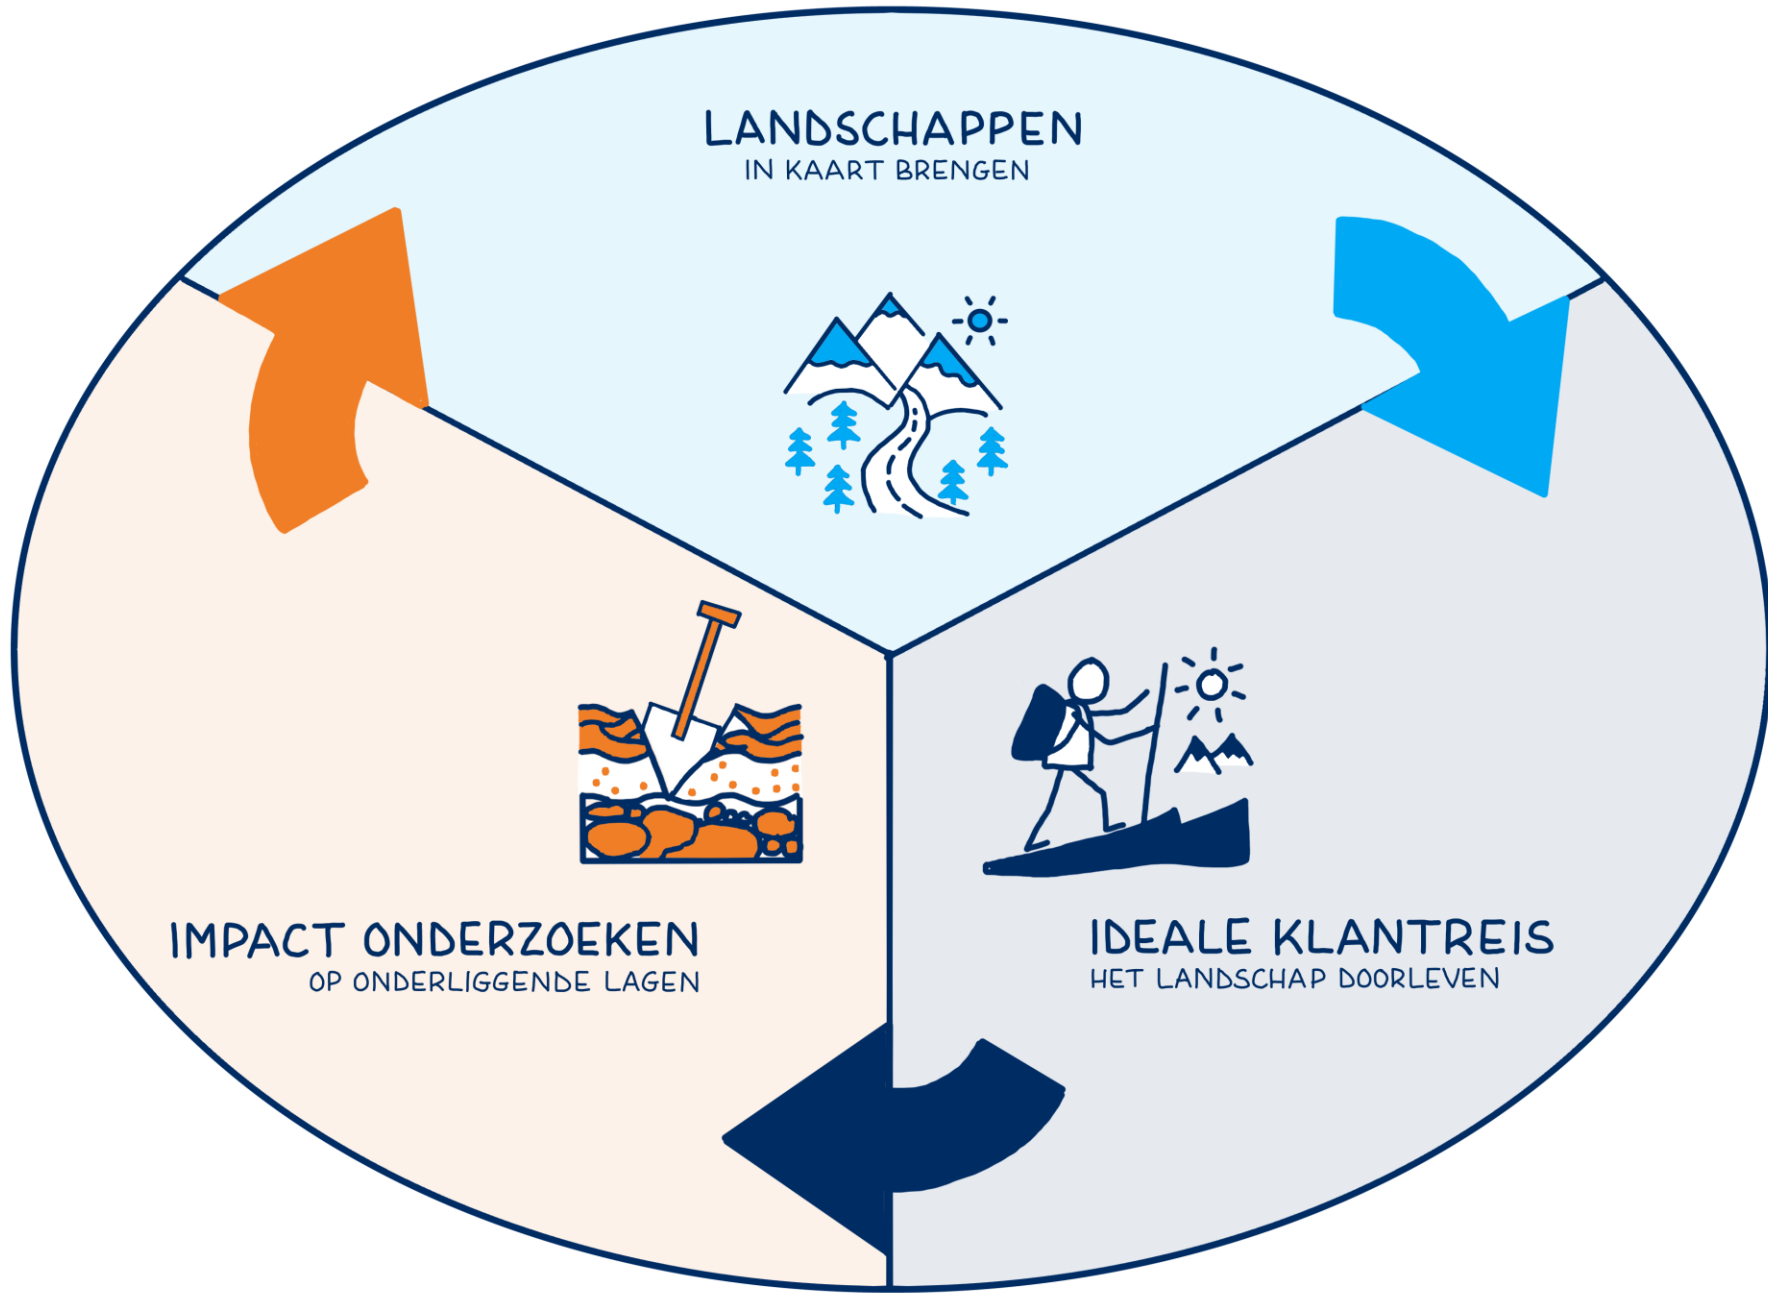 LANDSCHAPPEN
IN KAART BRENGEN
IMPACT ONDERZOEKEN
OP ONDERLIGGENDE LAGEN
IDEALE KLANTREIS
HET LANDSCHAP DOORLEVEN